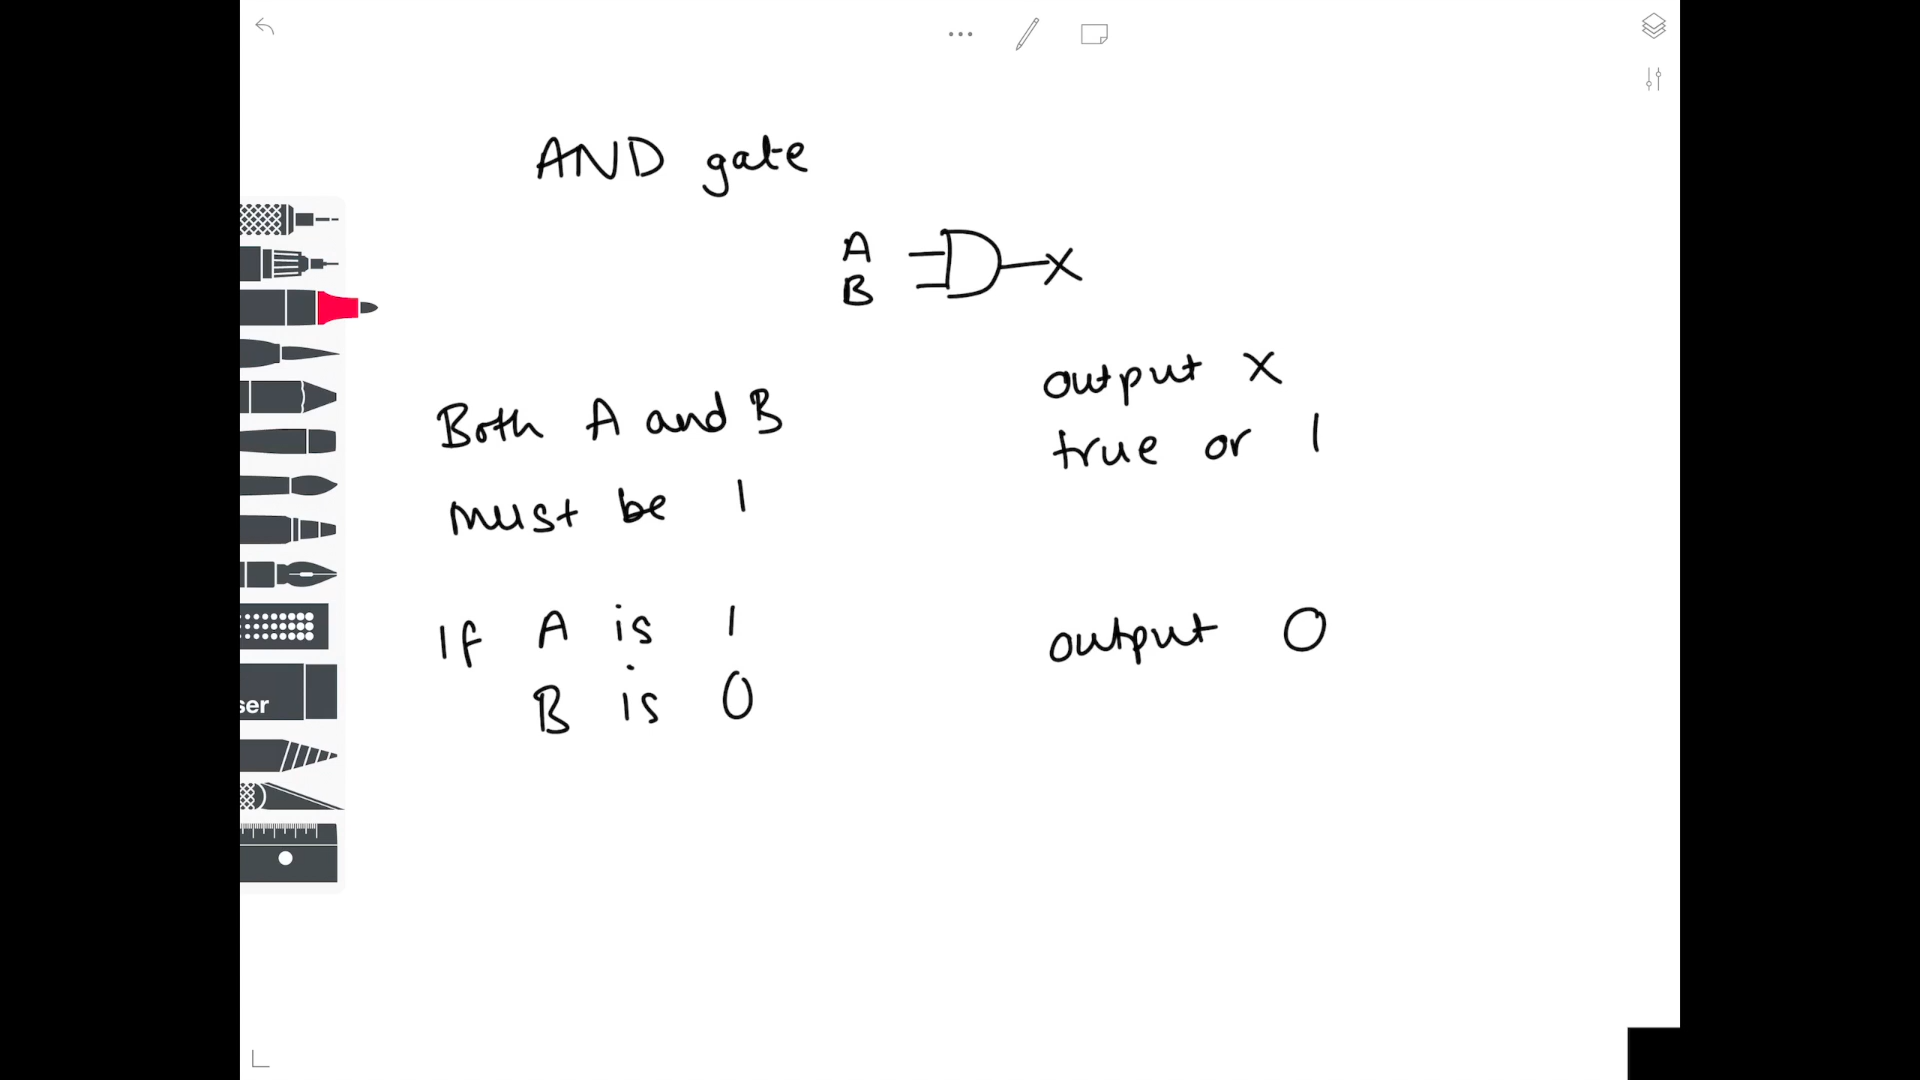 AND gate
A
B
X
output X
Both A and B
true or 1
must be 1
If A is 1
output 0
B is 0
ser